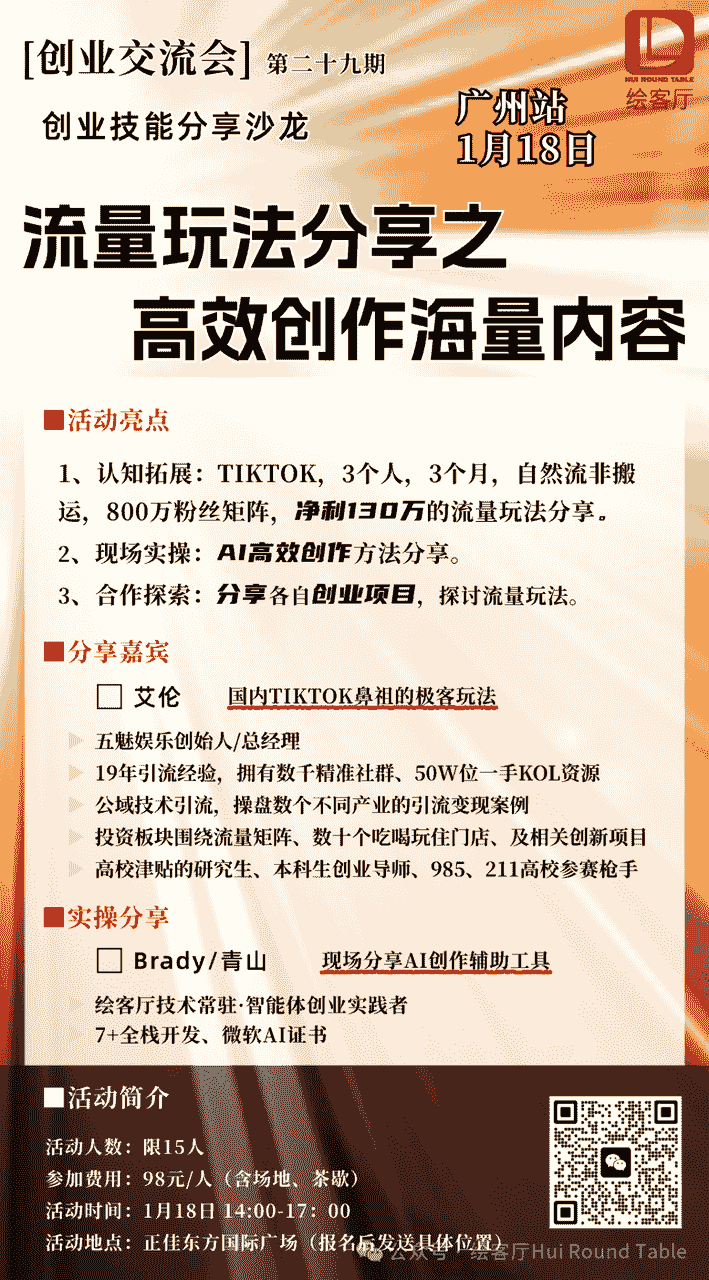 [创业交流会] 第二十九期
HUI ROUND TABLE
绘客厅
创业技能分享沙龙
广州站
1月18日
流量玩法分享之
高效创作海量内容
活动亮点
1、认知拓展：TIKTOK，3个人，3个月，自然流非搬
运，800万粉丝矩阵，净利130万的流量玩法分享。
2、现场实操：AI高效创作方法分享。
3、合作探索：分享各自创业项目，探讨流量玩法。
分享嘉宾
艾伦 国内TIKTOK鼻祖的极客玩法
五魅娱乐创始人/总经理
19年引流经验，拥有数千精准社群、50W位一手KOL资源
公域技术引流，操盘数个不同产业的引流变现案例
投资板块围绕流量矩阵、数十个吃喝玩住门店、及相关创新项目
高校津贴的研究生、本科生创业导师、985、211高校参赛枪手
实操分享
Brady/青山 现场分享AI创作辅助工具
绘客厅技术常驻·智能体创业实践者
7+全栈开发、微软AI证书
活动简介
活动人数：限15人
参加费用：98元/人（含场地、茶歇）
活动时间：1月18日 14:00-17：00
活动地点：正佳东方国际广场（报名后发送具体位置）
公众号 · 绘客厅Hui Round Table